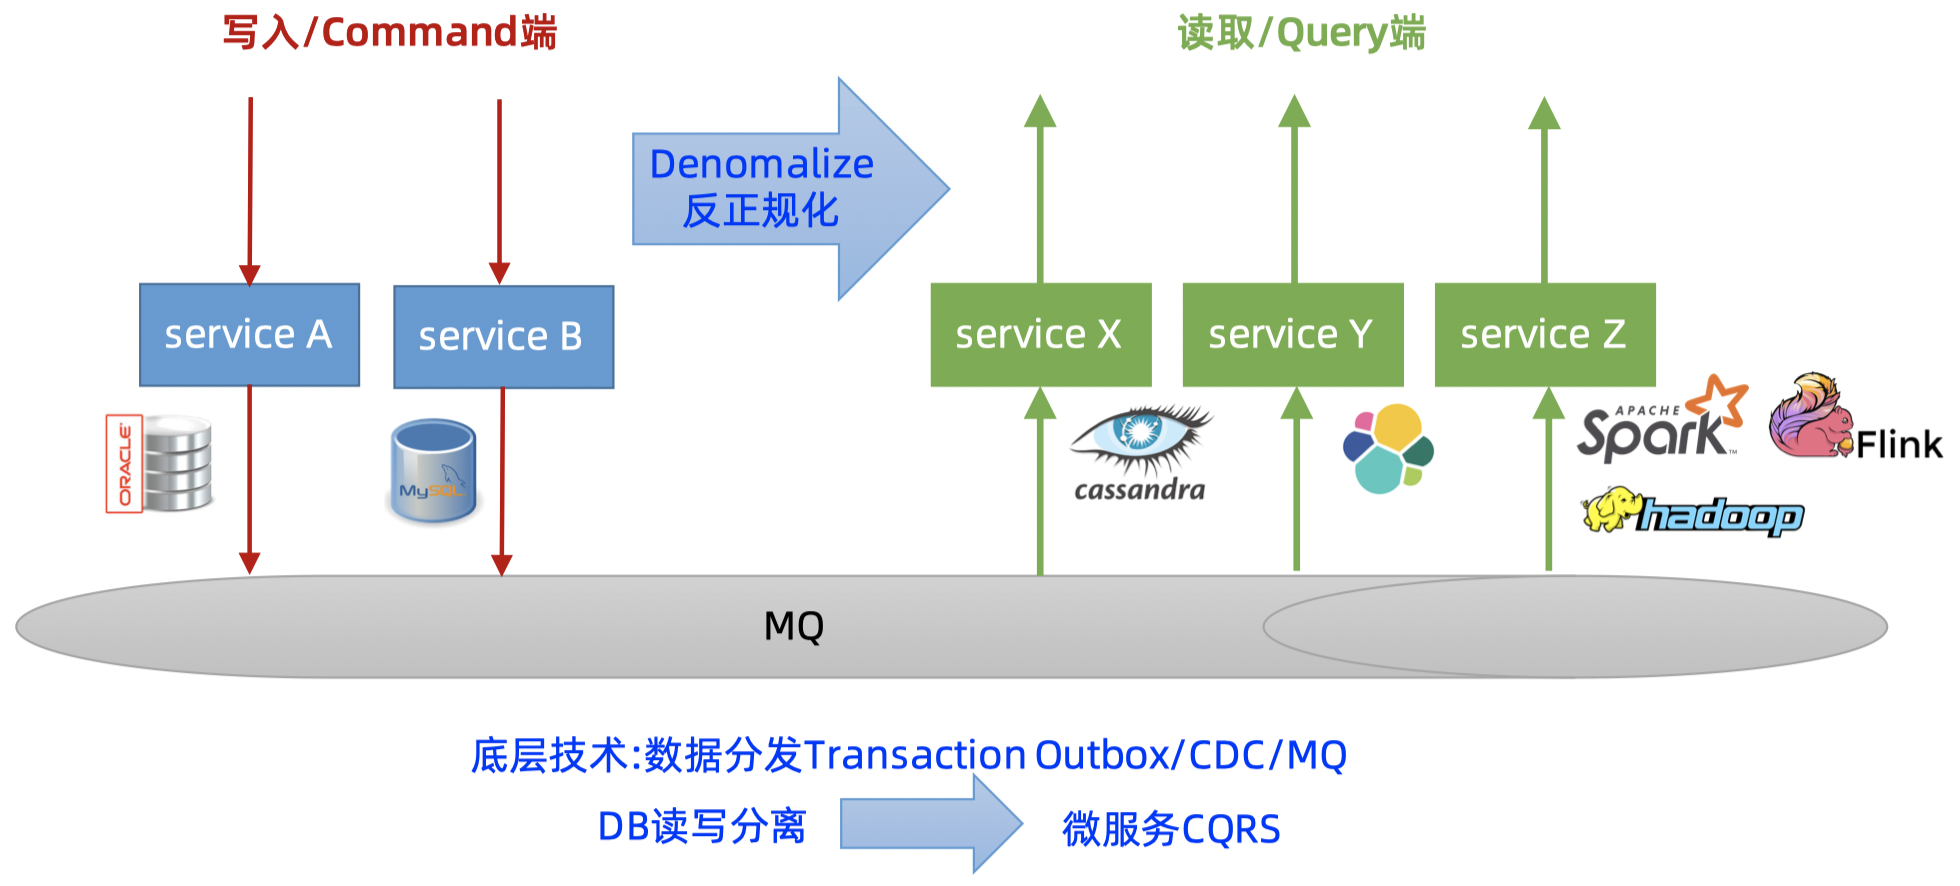 写入/Command端
读取/Query端
Denomalize
反正规化
service A
service B
service X
service Y
service Z
ORACLE
MySQL
cassandra
APACHE
Spark
Flink
hadoop
MQ
底层技术:数据分发Transaction Outbox/CDC/MQ
DB读写分离
微服务CQRS